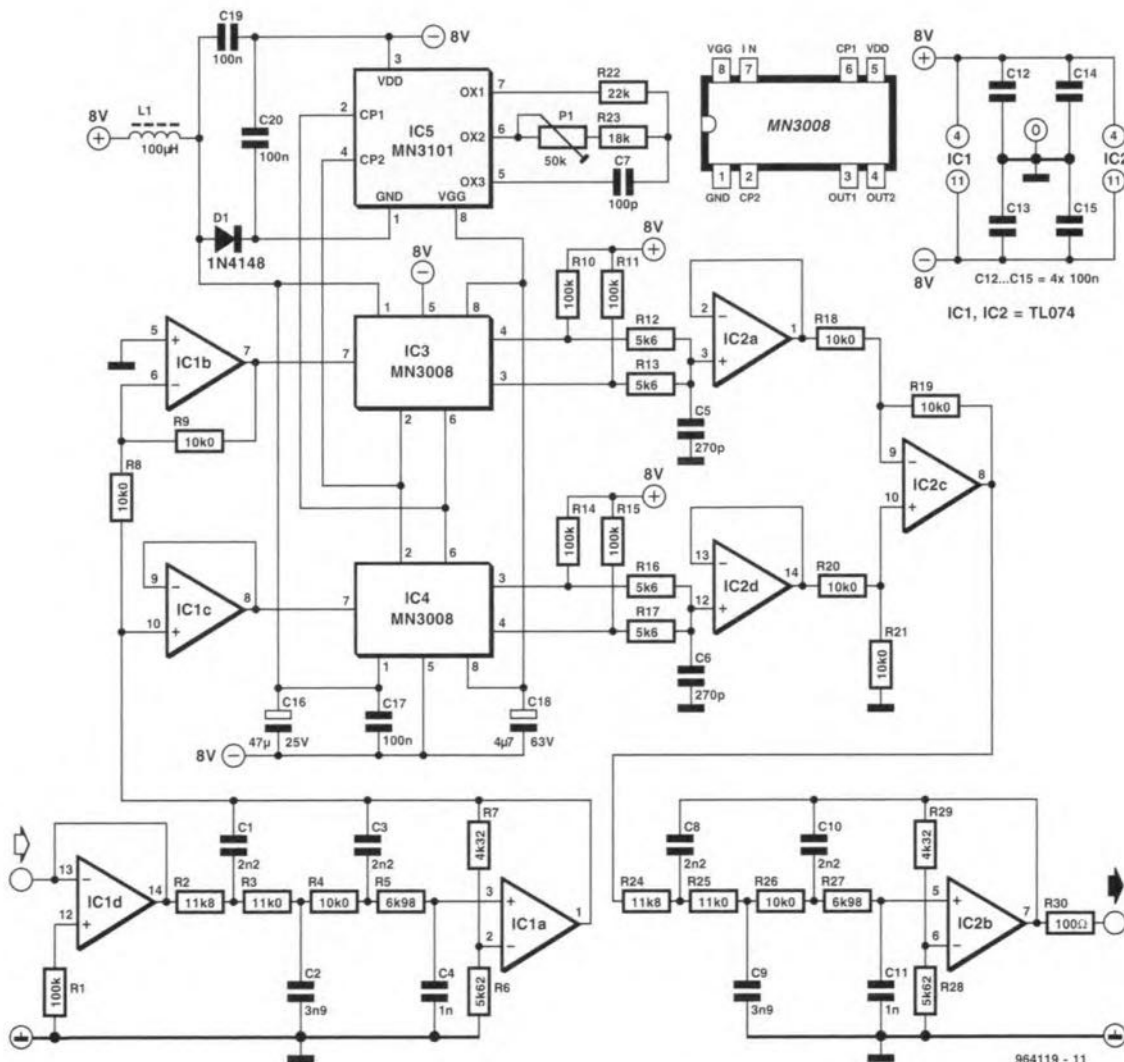 C19
100n
8V
L1
100µH
8V
C20
100n
D1
1N4148
3
VDD
2
CP1
4
CP2
IC5
MN3101
OX1
7
OX2
6
OX3
5
GND
1
VGG
8
R22
22k
P1
50k
R23
18k
C7
100p
VGG
IN
CP1
VDD
8
7
6
5
MN3008
1
2
3
4
GND
CP2
OUT1
OUT2
8V
C12
C14
0
4
IC1
11
4
IC2
11
C13
C15
8V
C12...C15 = 4x 100n
IC1, IC2 = TL074
8V
1
5
8
IC3
MN3008
7
4
3
2
6
5
6
7
IC1b
R9
10k0
R8
10k0
9
10
8
IC1c
2
6
IC4
MN3008
7
3
4
1
5
8
C16
47µ
25V
C17
100n
C18
4µ7
63V
8V
R10
R11
8V
100k
100k
R12
5k6
R13
5k6
2
3
1
IC2a
C5
270p
R18
10k0
R19
10k0
9
10
8
IC2c
R14
R15
8V
100k
100k
R16
5k6
R17
5k6
13
12
14
IC2d
C6
270p
R20
10k0
R21
10k0
13
12
14
IC1d
R1
100k
R2
11k8
C1
2n2
R3
11k0
R4
10k0
C3
2n2
R5
6k98
C2
3n9
C4
1n
R7
4k32
R6
5k62
3
2
1
IC1a
R24
11k8
C8
2n2
R25
11k0
R26
10k0
C10
2n2
R27
6k98
C9
3n9
C11
1n
R29
4k32
R28
5k62
5
6
7
IC2b
R30
100Ω
964119 - 11